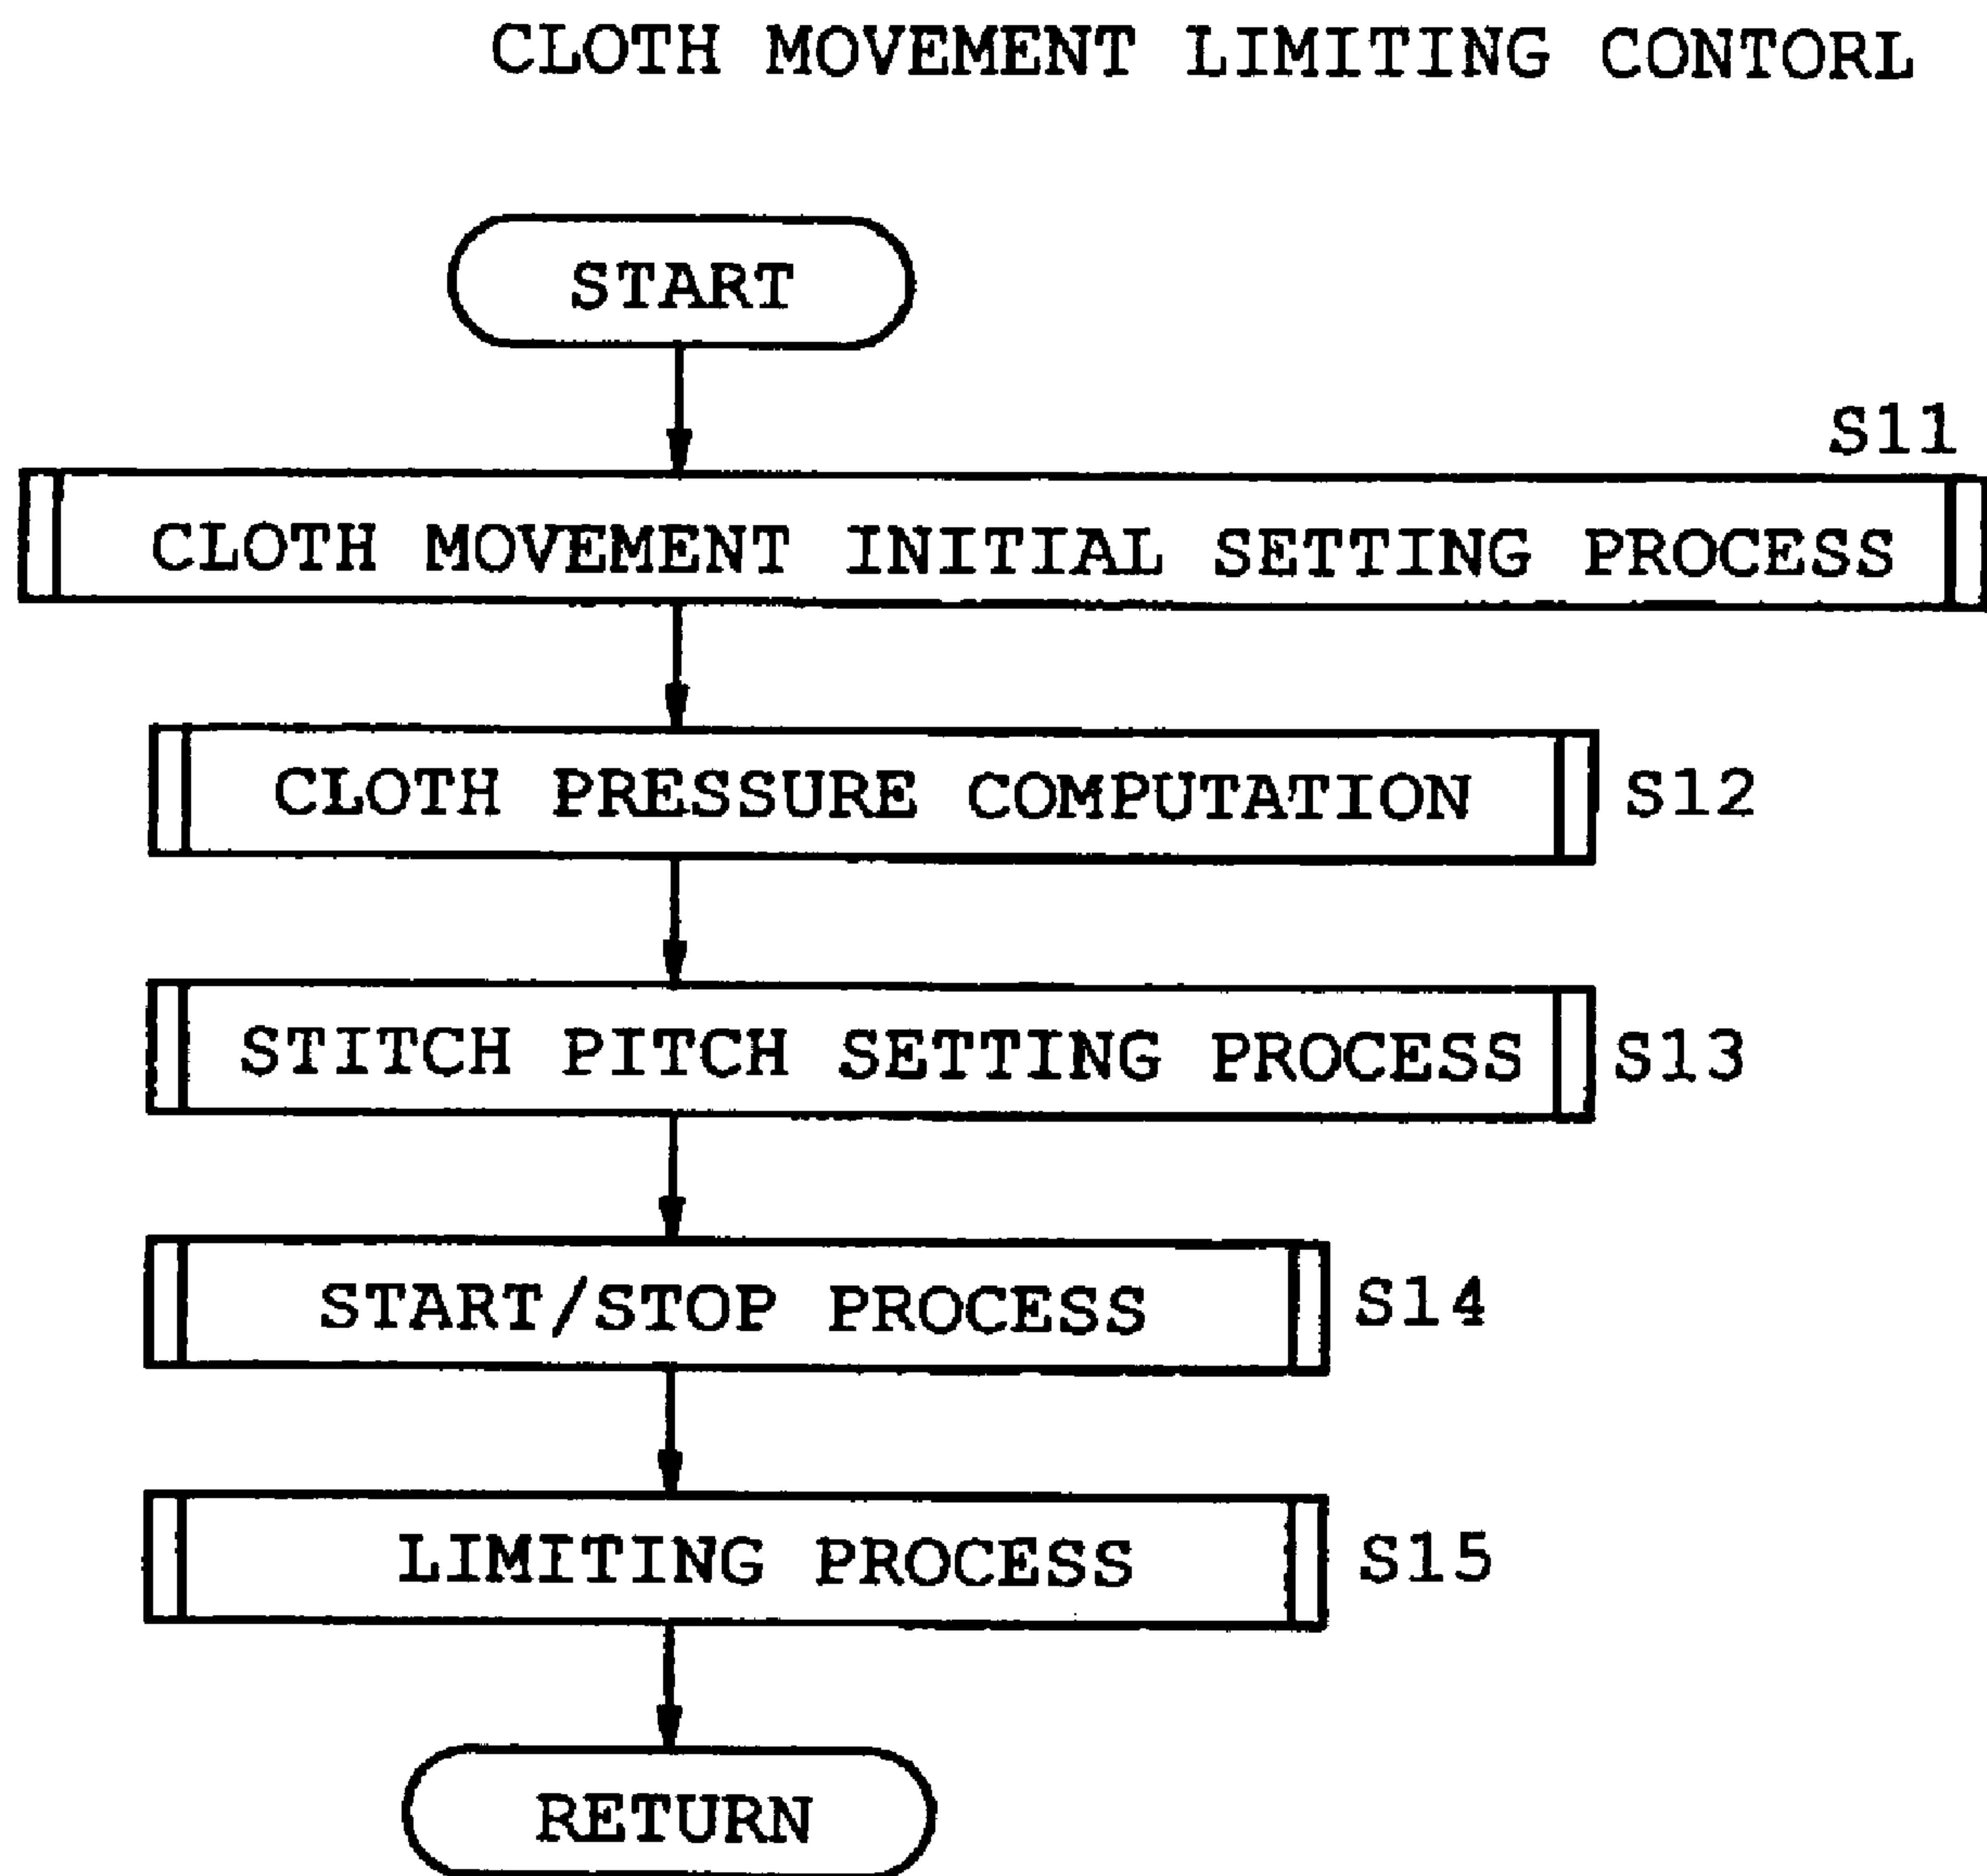 CLOTH MOVEMENT LIMITING CONTORL
START
S11
CLOTH MOVEMENT INITIAL SETTING PROCESS
CLOTH PRESSURE COMPUTATION S12
STITCH PITCH SETTING PROCESS S13
START/STOP PROCESS S14
LIMITING PROCESS S15
RETURN